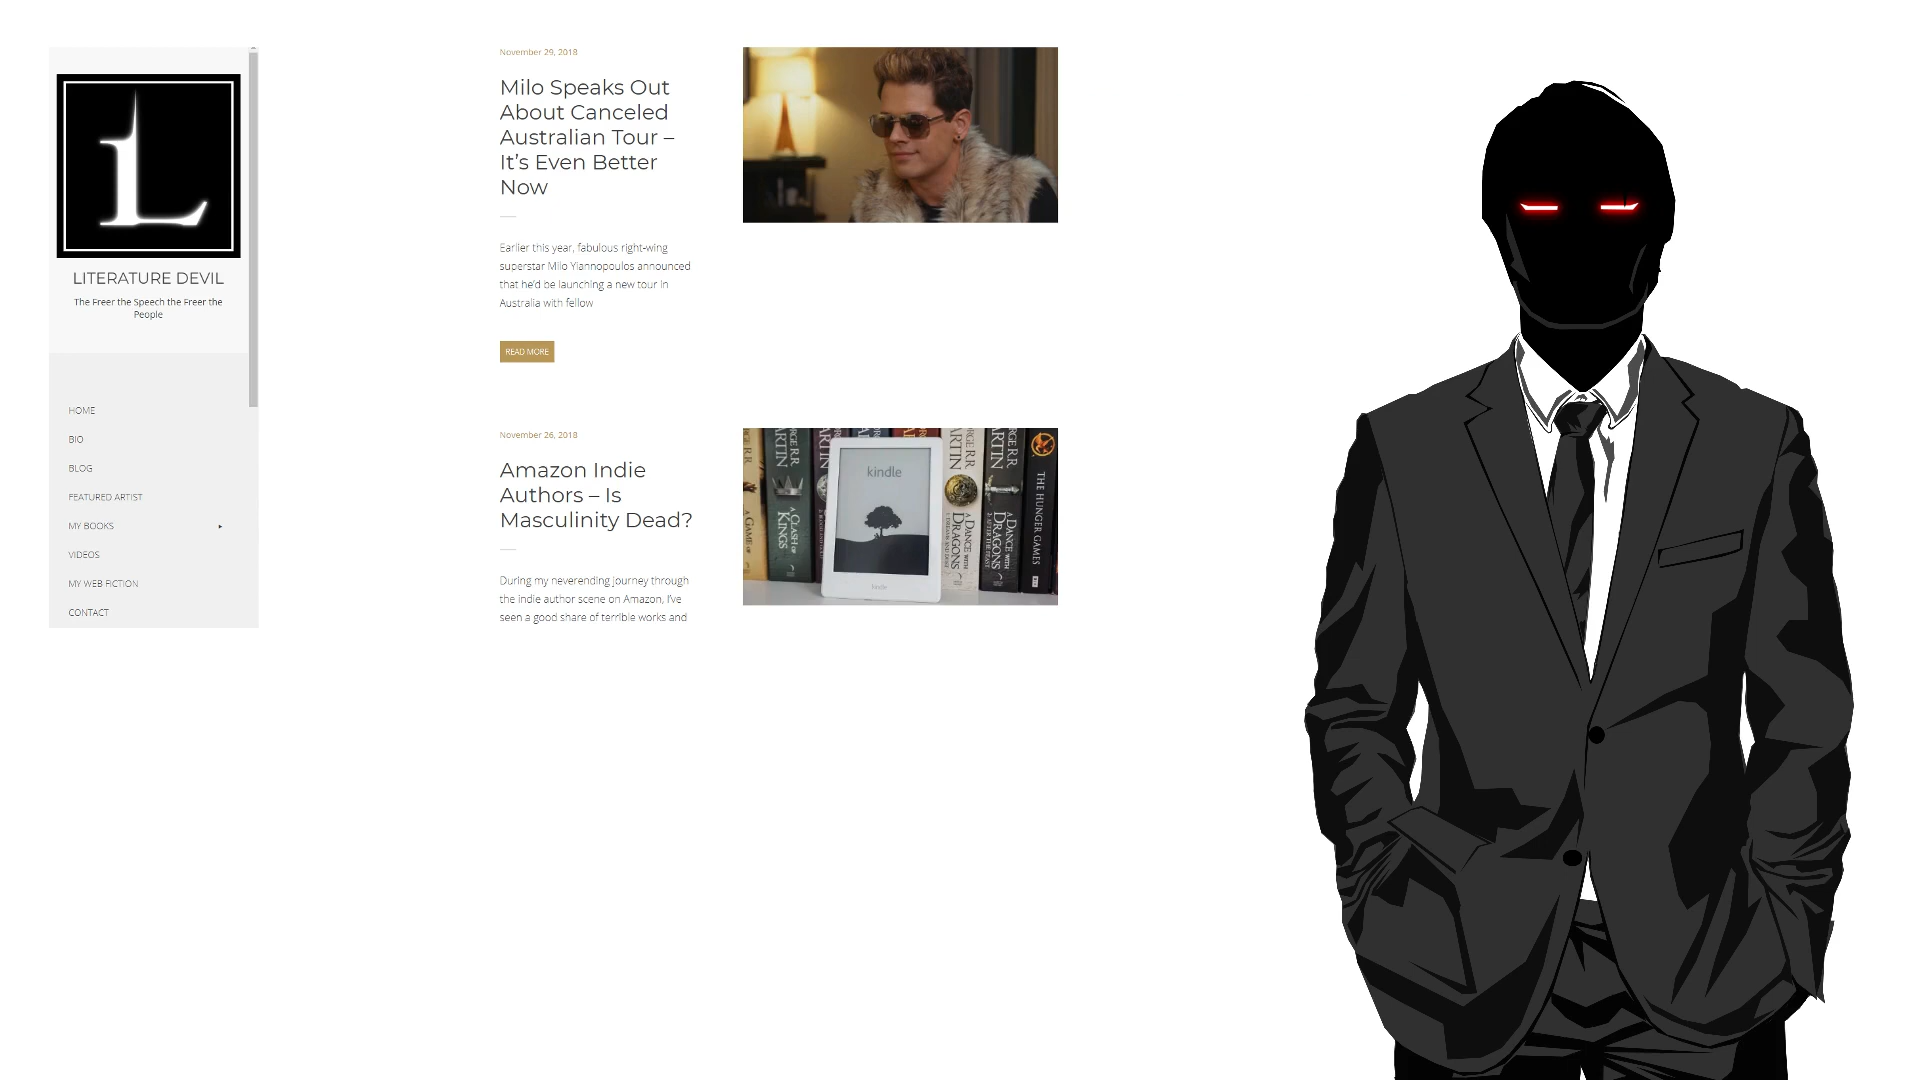 L
LITERATURE DEVIL
The Freer the Speech the Freer the
People
HOME
BIO
BLOG
FEATURED ARTIST
MY BOOKS
VIDEOS
MY WEB FICTION
CONTACT
November 29, 2018
Milo Speaks Out
About Canceled
Australian Tour –
It’s Even Better
Now
Earlier this year, fabulous right-wing
superstar Milo Yiannopoulos announced
that he’d be launching a new tour in
Australia with fellow
READ MORE
November 26, 2018
Amazon Indie
Authors – Is
Masculinity Dead?
During my neverending journey through
the indie author scene on Amazon, I’ve
seen a good share of terrible works and
kindle
A CLASH OF
KINGS
A DANCE WITH
DRAGONS
A DANCE WITH
DRAGONS
THE HUNGER GAMES